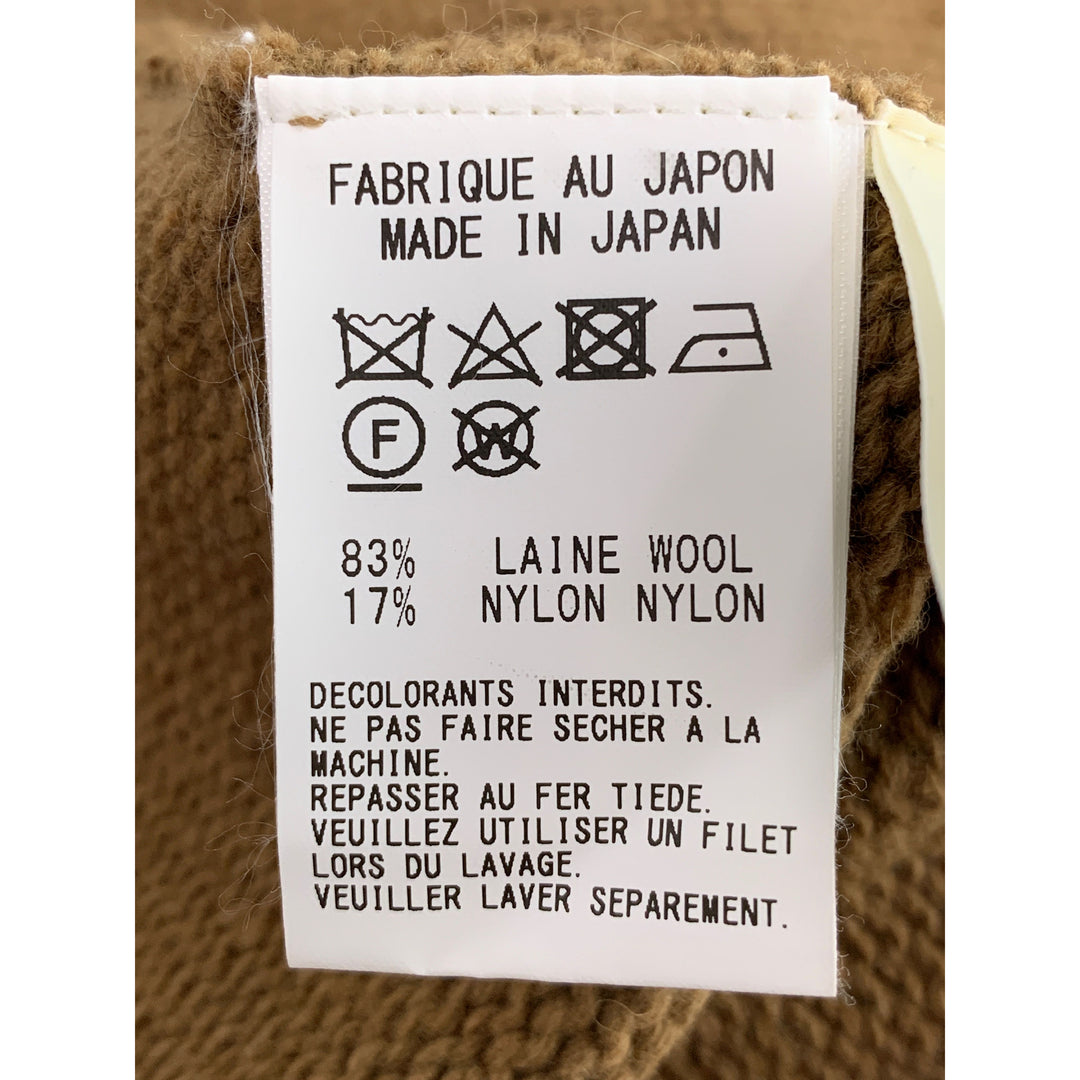 FABRIQUE AU JAPON
MADE IN JAPAN
F W
83% LAINE WOOL
17% NYLON NYLON
DECOLORANTS INTERDITS.
NE PAS FAIRE SECHER A LA
MACHINE.
REPASSER AU FER TIEDE.
VEUILLEZ UTILISER UN FILET
LORS DU LAVAGE.
VEUILLER LAVER SEPAREMENT.